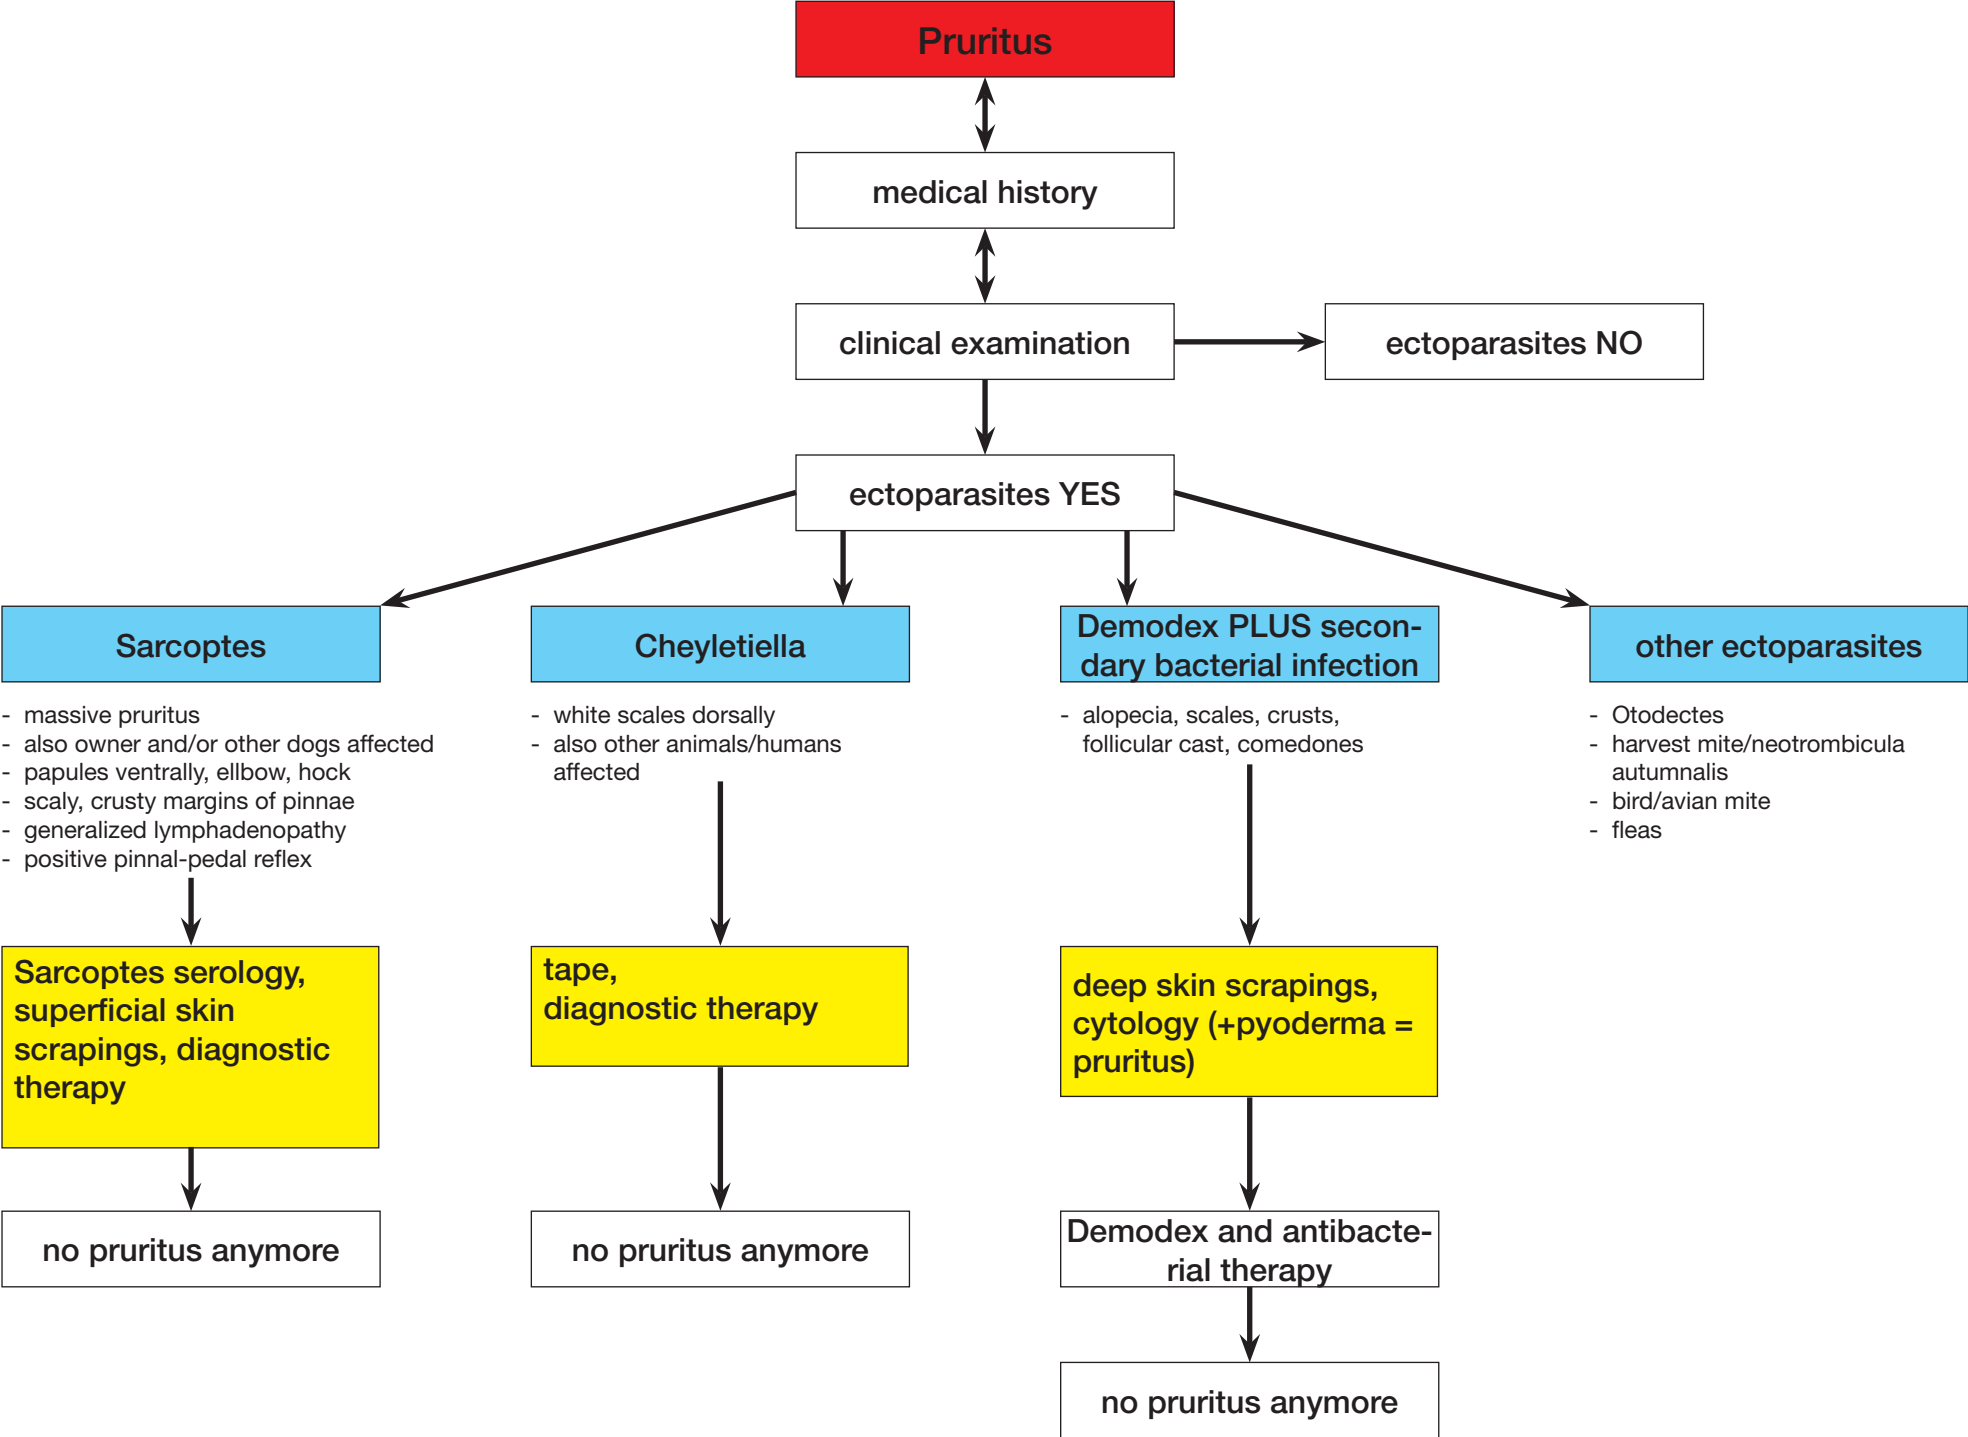 Pruritus
medical history
clinical examination
ectoparasites NO
ectoparasites YES
Sarcoptes
- massive pruritus
- also owner and/or other dogs affected
- papules ventrally, ellbow, hock
- scaly, crusty margins of pinnae
- generalized lymphadenopathy
- positive pinnal-pedal reflex
Sarcoptes serology,
superficial skin
scrapings, diagnostic
therapy
no pruritus anymore
Cheyletiella
- white scales dorsally
- also other animals/humans
affected
tape,
diagnostic therapy
no pruritus anymore
Demodex PLUS secon-
dary bacterial infection
- alopecia, scales, crusts,
follicular cast, comedones
deep skin scrapings,
cytology (+pyoderma =
pruritus)
Demodex and antibacte-
rial therapy
no pruritus anymore
other ectoparasites
- Otodectes
- harvest mite/neotrombicula
autumnalis
- bird/avian mite
- fleas